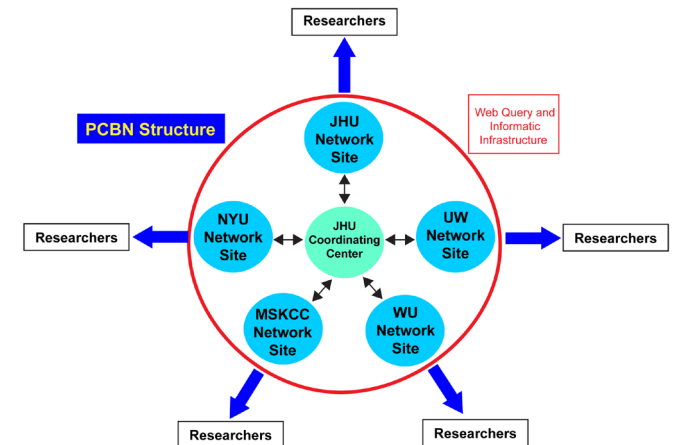 Researchers
PCBN Structure
Web Query and
Informatic
Infrastructure
JHU
Network
Site
NYU
Network
Site
JHU
Coordinating
Center
UW
Network
Site
Researchers
Researchers
MSKCC
Network
Site
WU
Network
Site
Researchers
Researchers